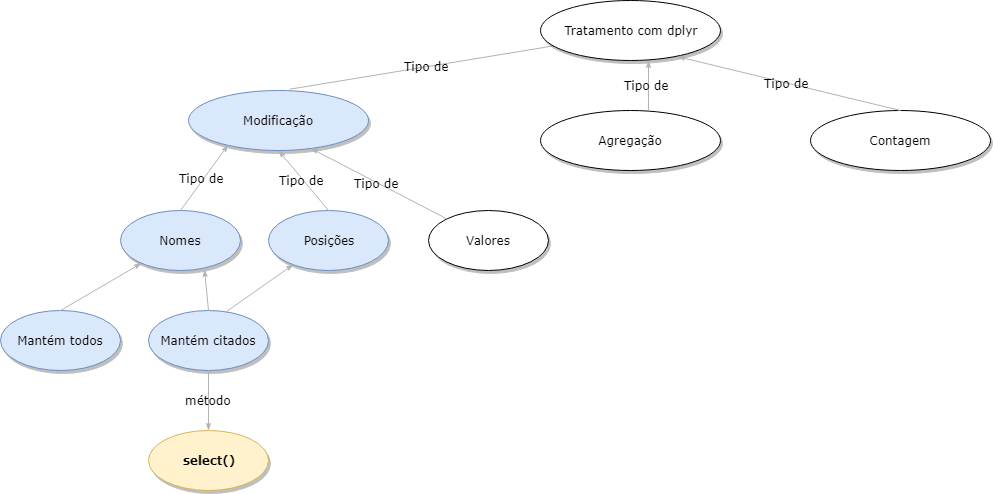 Tratamento com dplyr
Tipo de
Tipo de
Tipo de
Modificação
Agregação
Contagem
Tipo de
Tipo de
Tipo de
Nomes
Posições
Valores
Mantém todos
Mantém citados
método
select()